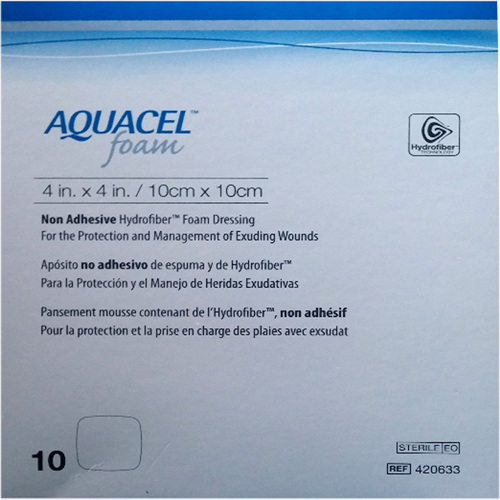 AQUACEL™
foam
Hydrofiber™
TECHNOLOGY
4 in. x 4 in. / 10cm x 10cm
Non Adhesive Hydrofiber™ Foam Dressing
For the Protection and Management of Exuding Wounds
Apósito no adhesivo de espuma y de Hydrofiber™
Para la Protección y el Manejo de Heridas Exudativas
Pansement mousse contenant de l'Hydrofiber™, non adhésif
Pour la protection et la prise en charge des plaies avec exsudat
10
STERILE EO
REF 420633